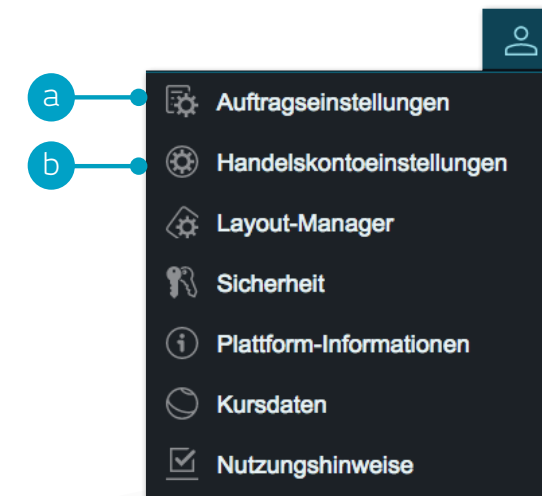 a
Auftragseinstellungen
b
Handelskontoeinstellungen
Layout-Manager
Sicherheit
Plattform-Informationen
Kursdaten
Nutzungshinweise